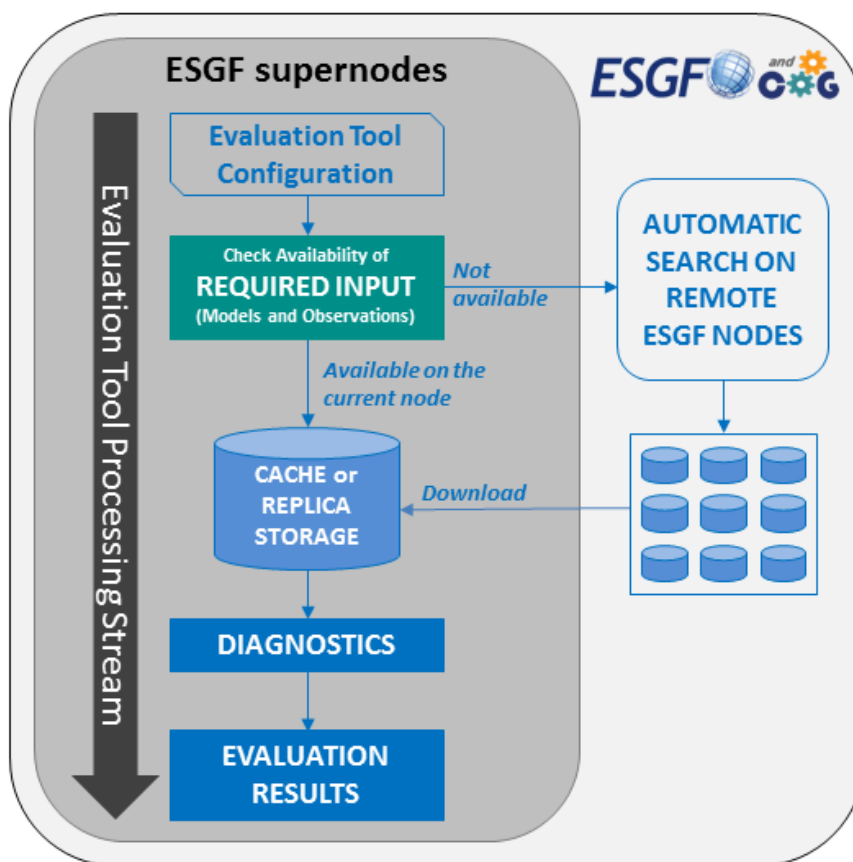 ESGF supernodes
ESGF and COG
Evaluation Tool Processing Stream
Evaluation Tool
Configuration
Check Availability of
REQUIRED INPUT
(Models and Observations)
Not
available
AUTOMATIC
SEARCH ON
REMOTE
ESGF NODES
Available on the
current node
CACHE or
REPLICA
STORAGE
Download
DIAGNOSTICS
EVALUATION
RESULTS